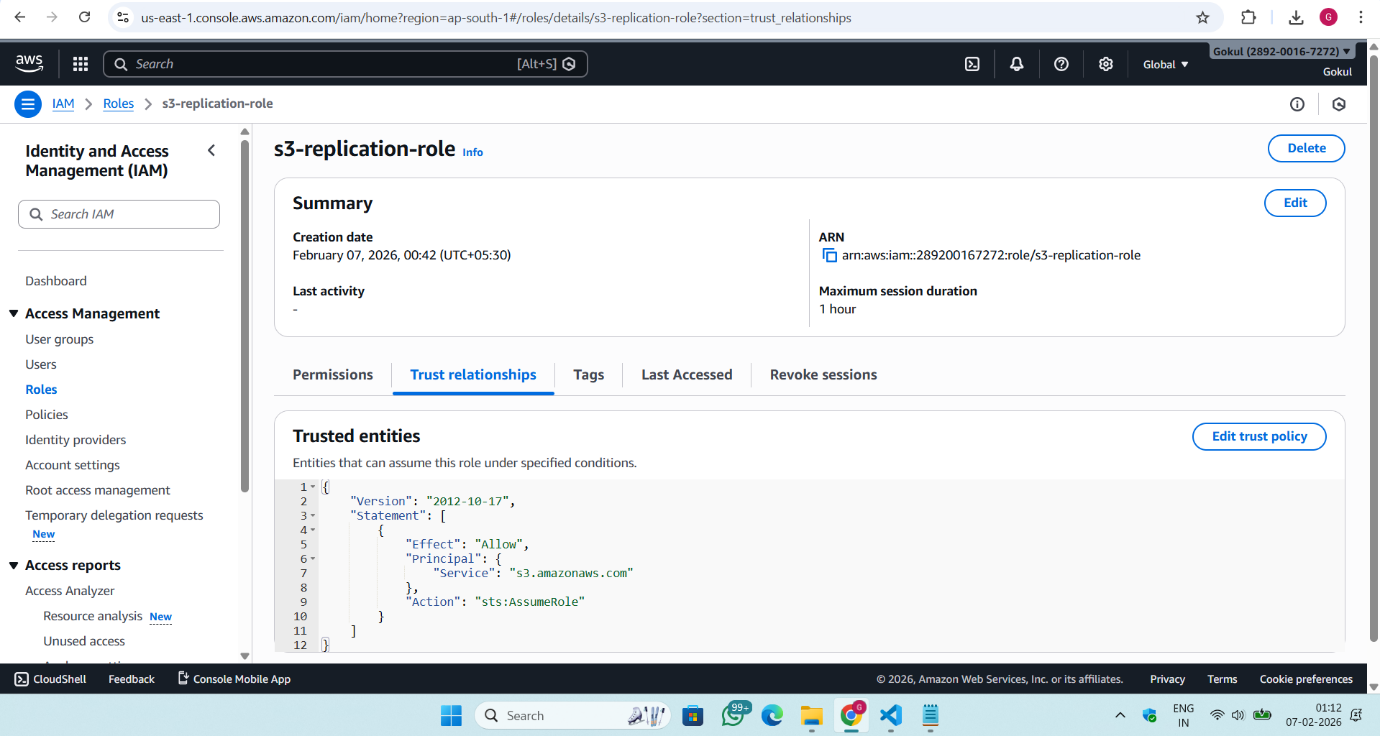 us-east-1.console.aws.amazon.com/iam/home?region=ap-south-1#/roles/details/s3-replication-role?section=trust_relationships
G
aws
Search
[Alt+S]
Global
Gokul (2892-0016-7272)
Gokul
IAM
Roles
s3-replication-role
Identity and Access
Management (IAM)
Search IAM
Dashboard
Access Management
User groups
Users
Roles
Policies
Identity providers
Account settings
Root access management
Temporary delegation requests
New
Access reports
Access Analyzer
Resource analysis New
Unused access
s3-replication-role Info
Delete
Summary
Edit
Creation date
February 07, 2026, 00:42 (UTC+05:30)
ARN
arn:aws:iam::289200167272:role/s3-replication-role
Last activity
-
Maximum session duration
1 hour
Permissions
Trust relationships
Tags
Last Accessed
Revoke sessions
Trusted entities
Edit trust policy
Entities that can assume this role under specified conditions.
1 {
2 "Version": "2012-10-17",
3 "Statement": [
4 {
5 "Effect": "Allow",
6 "Principal": {
7 "Service": "s3.amazonaws.com"
8 },
9 "Action": "sts:AssumeRole"
10 }
11 ]
12 }
CloudShell
Feedback
Console Mobile App
© 2026, Amazon Web Services, Inc. or its affiliates.
Privacy
Terms
Cookie preferences
Search
99+
G
ENG
IN
01:12
07-02-2026